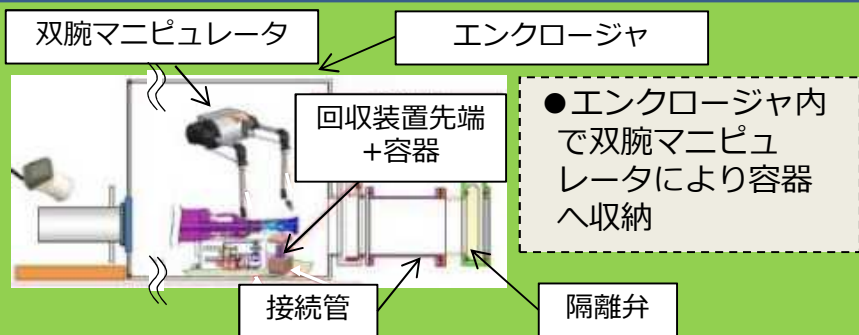 双腕マニピュレータ
エンクロージャ
回収装置先端
+容器
●エンクロージャ内
で双腕マニピュ
レータにより容器
へ収納
接続管
隔離弁